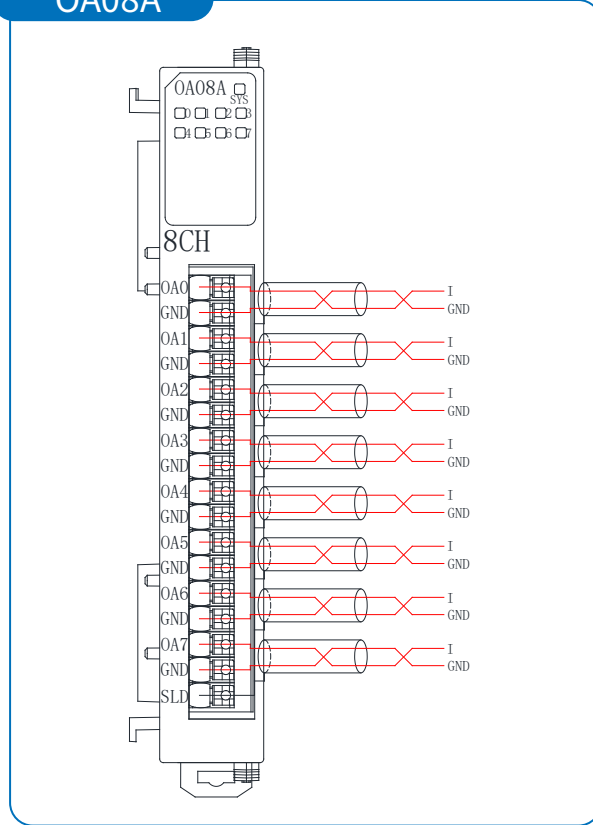 OA08A
OA08A
SYS
0 1 2 3
4 5 6 7
8CH
OA0 I
GND GND
OA1 I
GND GND
OA2 I
GND GND
OA3 I
GND GND
OA4 I
GND GND
OA5 I
GND GND
OA6 I
GND GND
OA7 I
GND GND
SLD